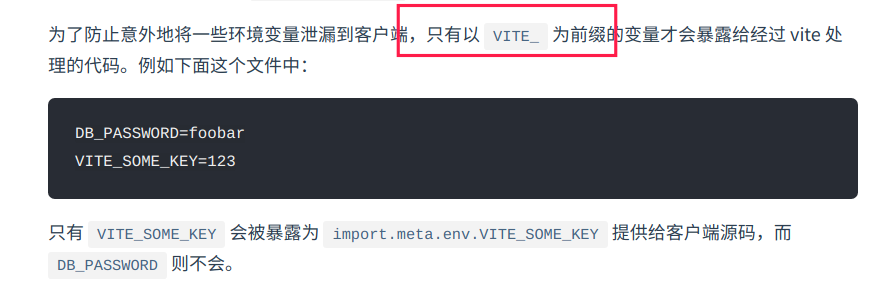 为了防止意外地将一些环境变量泄漏到客户端，只有以 VITE_ 为前缀的变量才会暴露给经过 vite 处
理的代码。例如下面这个文件中：
DB_PASSWORD=foobar
VITE_SOME_KEY=123
只有 VITE_SOME_KEY 会被暴露为 import.meta.env.VITE_SOME_KEY 提供给客户端源码，而
DB_PASSWORD 则不会。